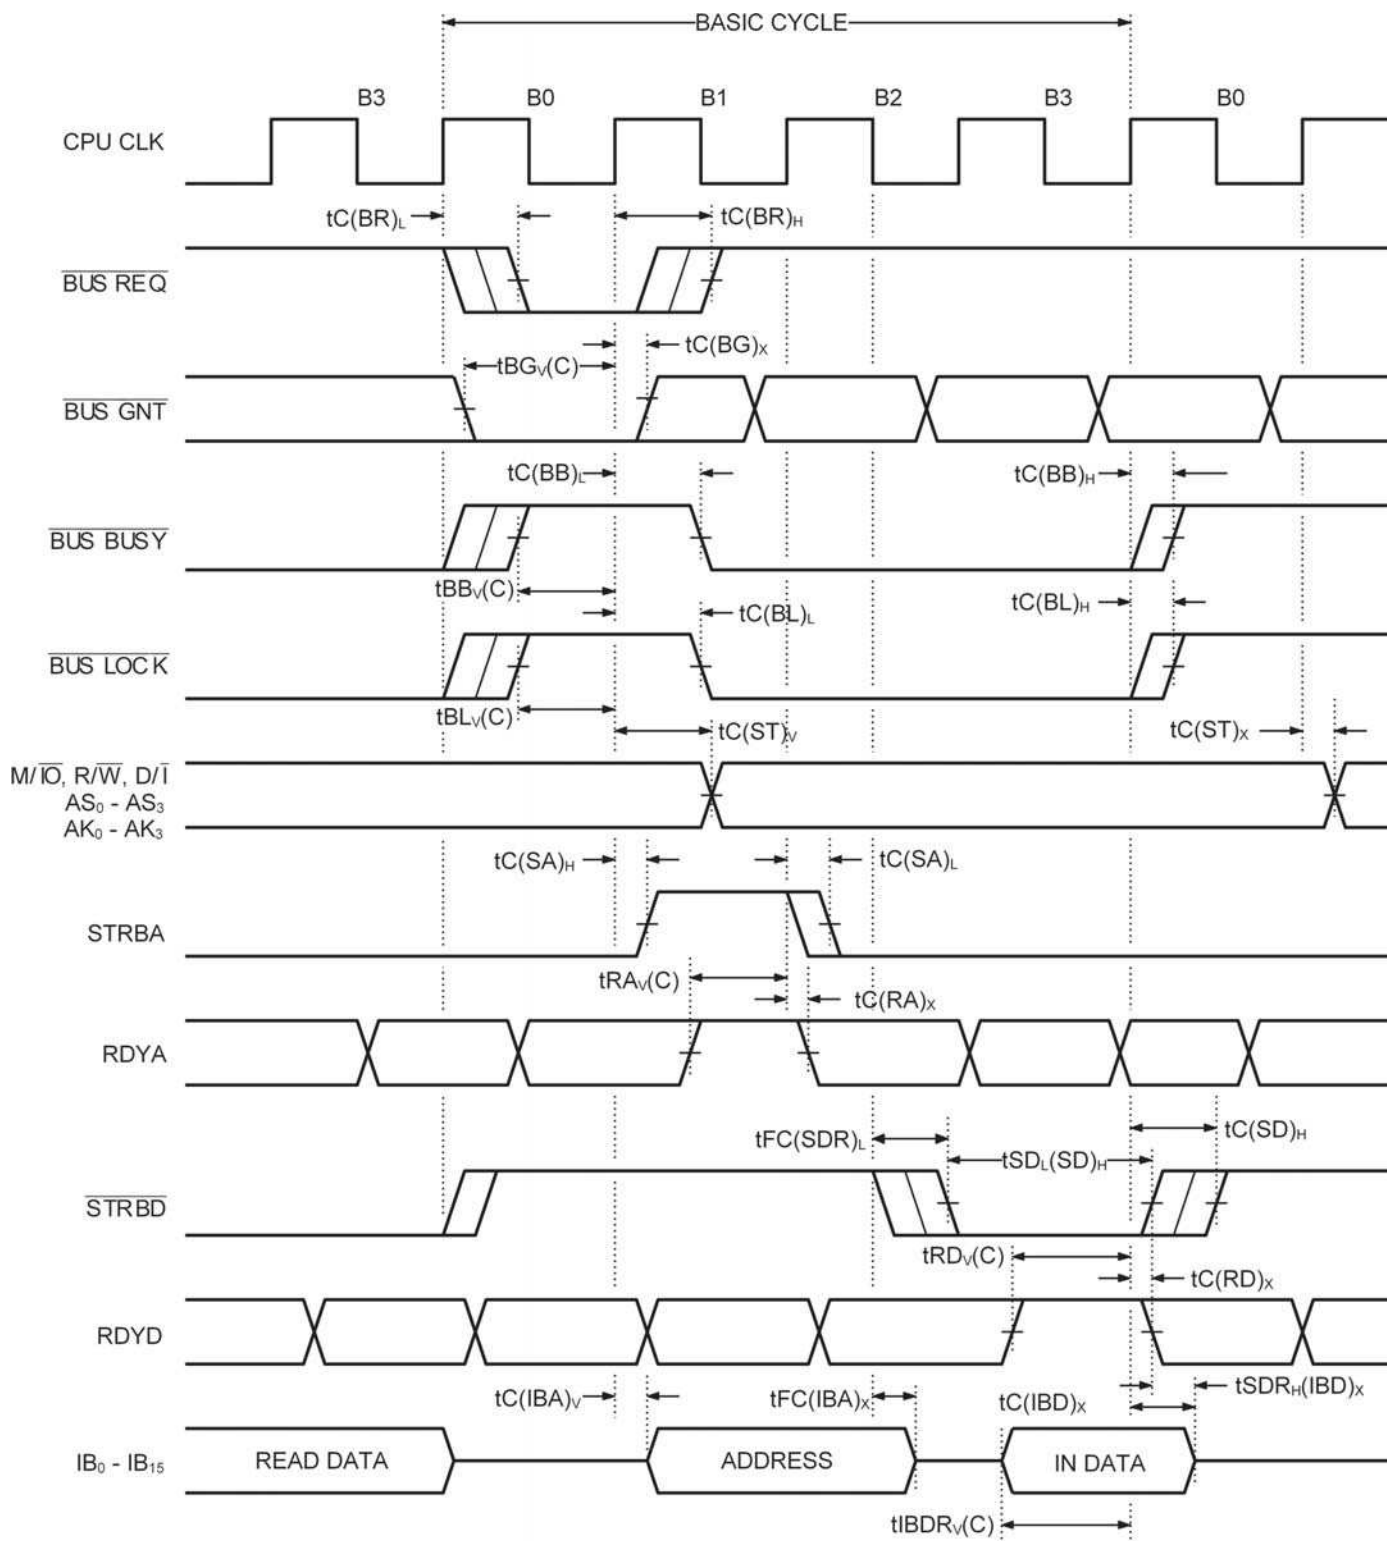 BASIC CYCLE
B3 B0 B1 B2 B3 B0
CPU CLK
tC(BR)L tC(BR)H
BUS REQ
tC(BG)X
tBGV(C)
BUS GNT
tC(BB)L tC(BB)H
BUS BUSY
tBBV(C) tC(BL)L tC(BL)H
BUS LOCK
tBLV(C) tC(ST)V tC(ST)X
M/IO, R/W, D/I
AS0 - AS3
AK0 - AK3
tC(SA)H tC(SA)L
STRBA
tRAV(C)
tC(RA)X
RDYA
tFC(SDR)L tC(SD)H
tSDL(SD)H
STRBD
tRDV(C)
tC(RD)X
RDYD
tC(IBA)V tFC(IBA)X tC(IBD)X tSDRH(IBD)X
IB0 - IB15 READ DATA ADDRESS IN DATA
tIBDRV(C)